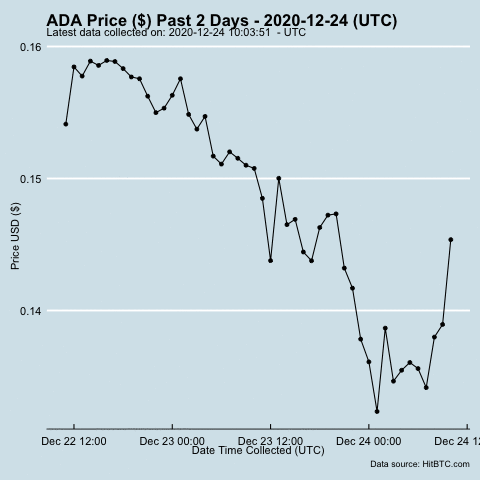 ADA Price ($) Past 2 Days - 2020-12-24 (UTC)
Latest data collected on: 2020-12-24 10:03:51 - UTC
0.16
0.15
0.14
Price USD ($)
Dec 22 12:00 Dec 23 00:00 Dec 23 12:00 Dec 24 00:00 Dec 24 12
Date Time Collected (UTC)
Data source: HitBTC.com